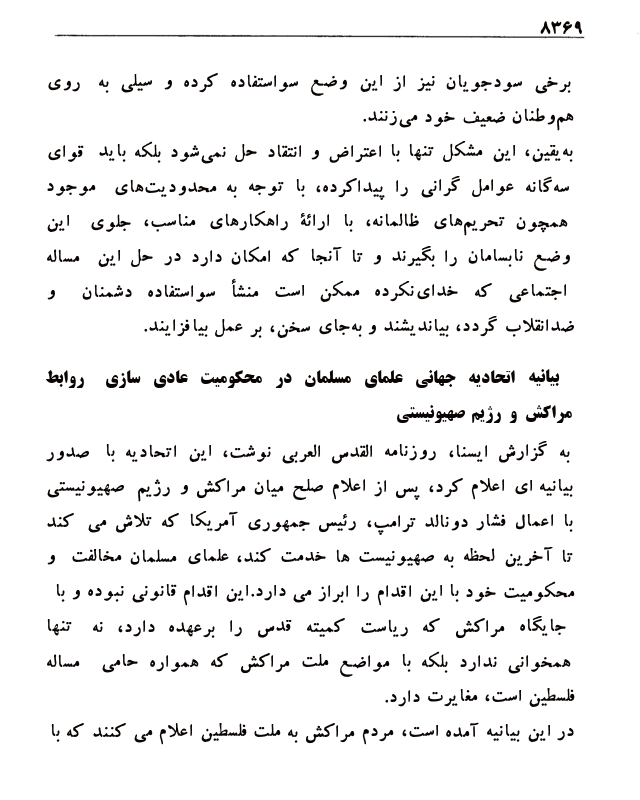 ۸۳۶۹
برخی سودجویان نیز از این وضع سواستفاده کرده و سیلی به روی
هم‌وطنان ضعیف خود می‌زنند.
به‌یقین، این مشکل تنها با اعتراض و انتقاد حل نمی‌شود بلکه باید قوای
سه‌گانه عوامل گرانی را پیداکرده، با توجه به محدودیت‌های موجود
همچون تحریم‌های ظالمانه، با ارائهٔ راهکارهای مناسب، جلوی این
وضع نابسامان را بگیرند و تا آنجا که امکان دارد در حل این مساله
اجتماعی که خدای‌نکرده ممکن است منشأ سواستفاده دشمنان و
ضدانقلاب گردد، بیاندیشند و به‌جای سخن، بر عمل بیافزایند.
بیانیه اتحادیه جهانی علمای مسلمان در محکومیت عادی سازی روابط
مراکش و رژیم صهیونیستی
به گزارش ایسنا، روزنامه القدس العربی نوشت، این اتحادیه با صدور
بیانیه ای اعلام کرد، پس از اعلام صلح میان مراکش و رژیم صهیونیستی
با اعمال فشار دونالد ترامپ، رئیس جمهوری آمریکا که تلاش می کند
تا آخرین لحظه به صهیونیست ها خدمت کند، علمای مسلمان مخالفت و
محکومیت خود با این اقدام را ابراز می دارد.این اقدام قانونی نبوده و با
جایگاه مراکش که ریاست کمیته قدس را برعهده دارد، نه تنها
همخوانی ندارد بلکه با مواضع ملت مراکش که همواره حامی مساله
فلسطین است، مغایرت دارد.
در این بیانیه آمده است، مردم مراکش به ملت فلسطین اعلام می کنند که با